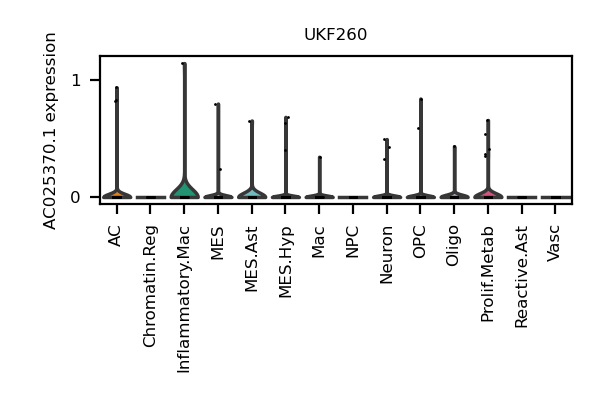 UKF260
AC025370.1 expression
1
0
AC
Chromatin.Reg
Inflammatory.Mac
MES
MES.Ast
MES.Hyp
Mac
NPC
Neuron
OPC
Oligo
Prolif.Metab
Reactive.Ast
Vasc